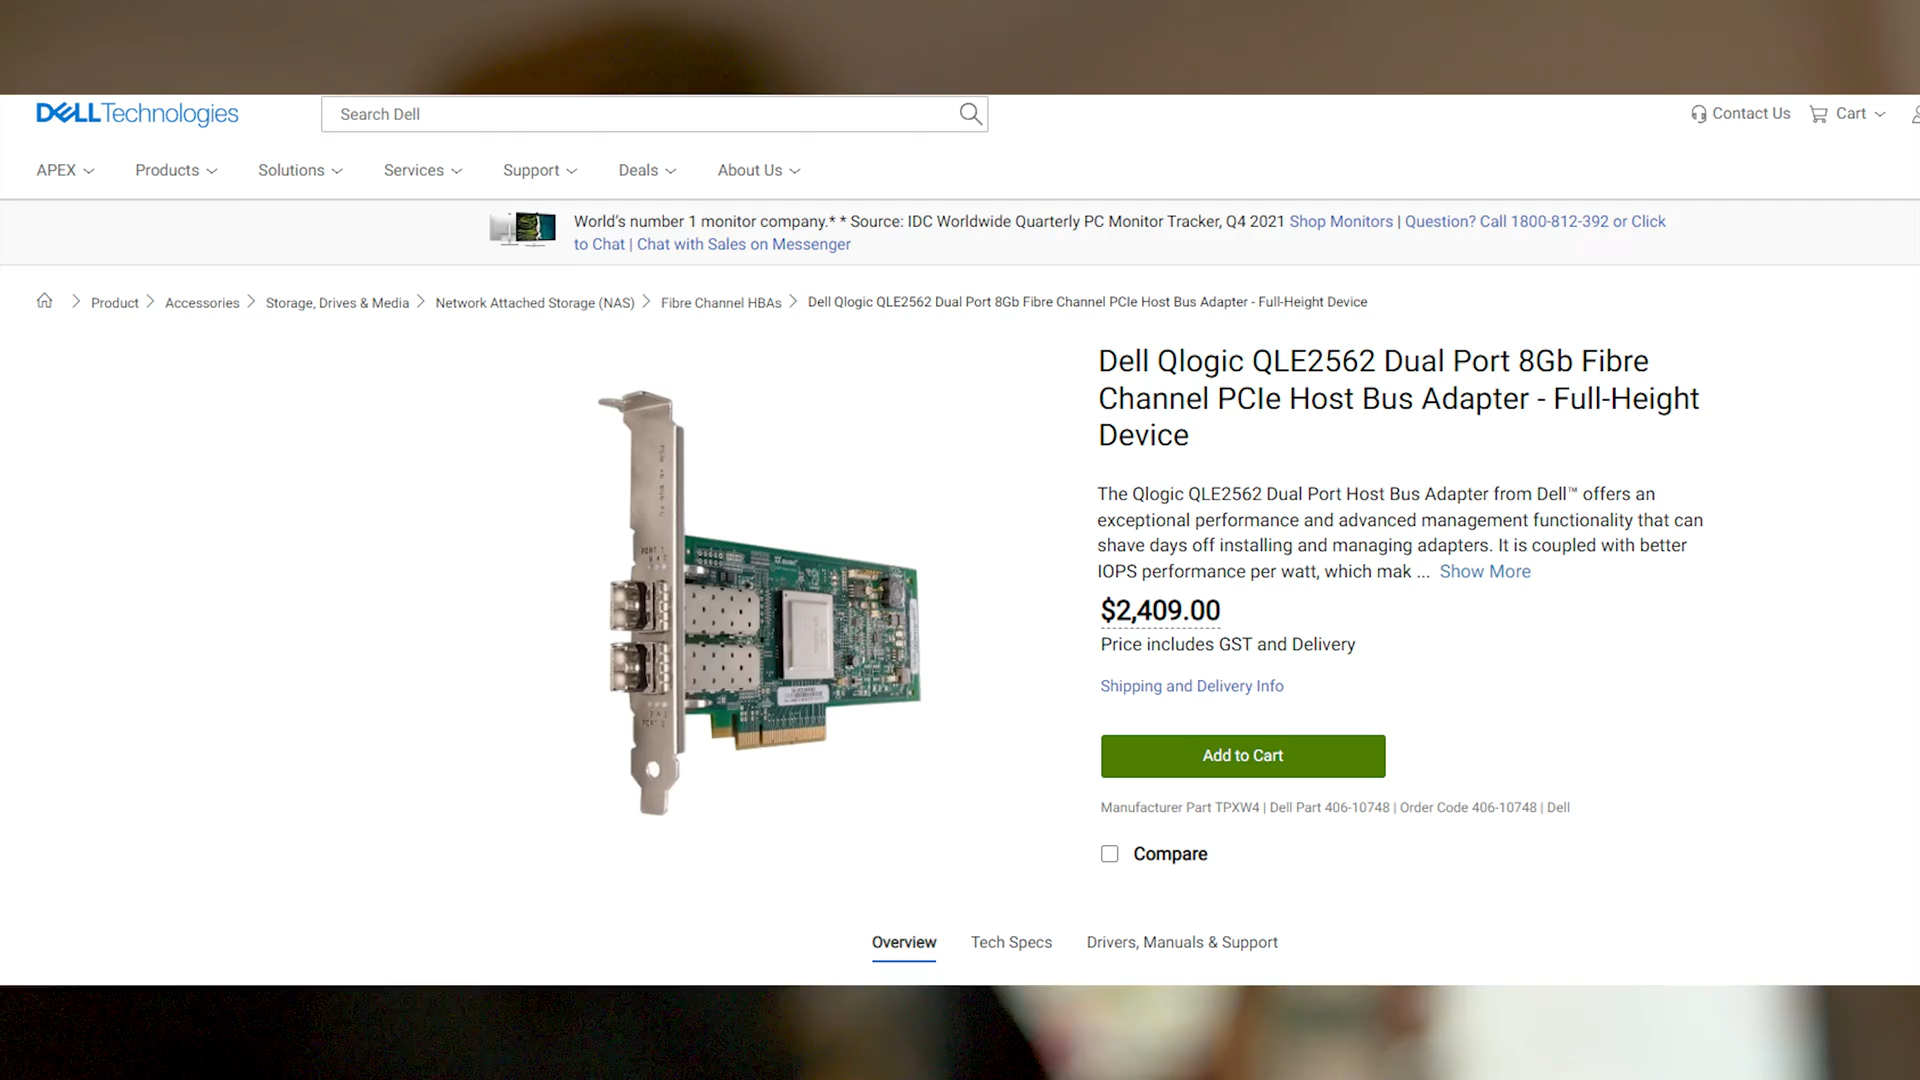 DELL Technologies
Search Dell
Contact Us
Cart
APEX
Products
Solutions
Services
Support
Deals
About Us
World's number 1 monitor company.* * Source: IDC Worldwide Quarterly PC Monitor Tracker, Q4 2021 Shop Monitors | Question? Call 1800-812-392 or Click
to Chat | Chat with Sales on Messenger
Product
Accessories
Storage, Drives & Media
Network Attached Storage (NAS)
Fibre Channel HBAs
Dell Qlogic QLE2562 Dual Port 8Gb Fibre Channel PCIe Host Bus Adapter - Full-Height Device
Dell Qlogic QLE2562 Dual Port 8Gb Fibre
Channel PCIe Host Bus Adapter - Full-Height
Device
The Qlogic QLE2562 Dual Port Host Bus Adapter from Dell™ offers an
exceptional performance and advanced management functionality that can
shave days off installing and managing adapters. It is coupled with better
IOPS performance per watt, which mak ... Show More
$2,409.00
Price includes GST and Delivery
Shipping and Delivery Info
Add to Cart
Manufacturer Part TPXW4 | Dell Part 406-10748 | Order Code 406-10748 | Dell
Compare
Overview
Tech Specs
Drivers, Manuals & Support